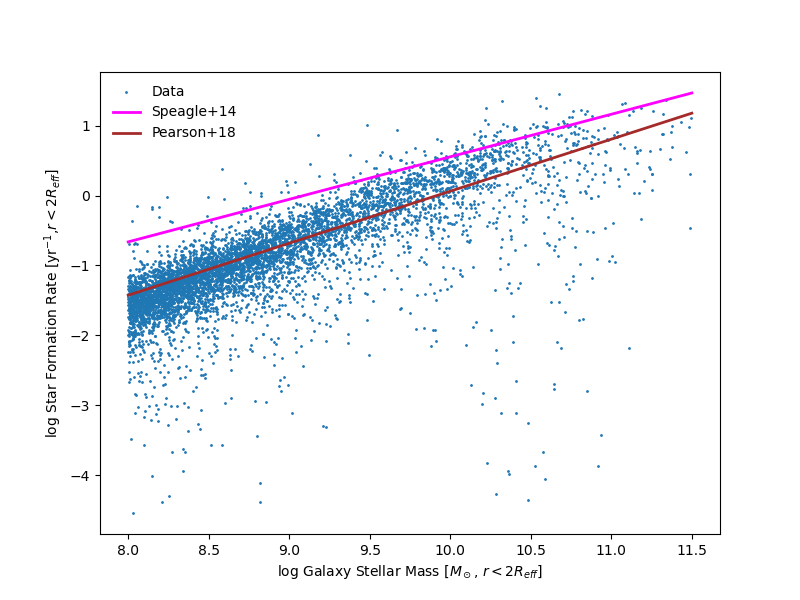 Data
Speagle+14
Pearson+18
1
0
−1
−2
−3
−4
log Star Formation Rate [yr⁻¹, r < 2R_eff]
8.0 8.5 9.0 9.5 10.0 10.5 11.0 11.5
log Galaxy Stellar Mass [M_⊙, r < 2R_eff]